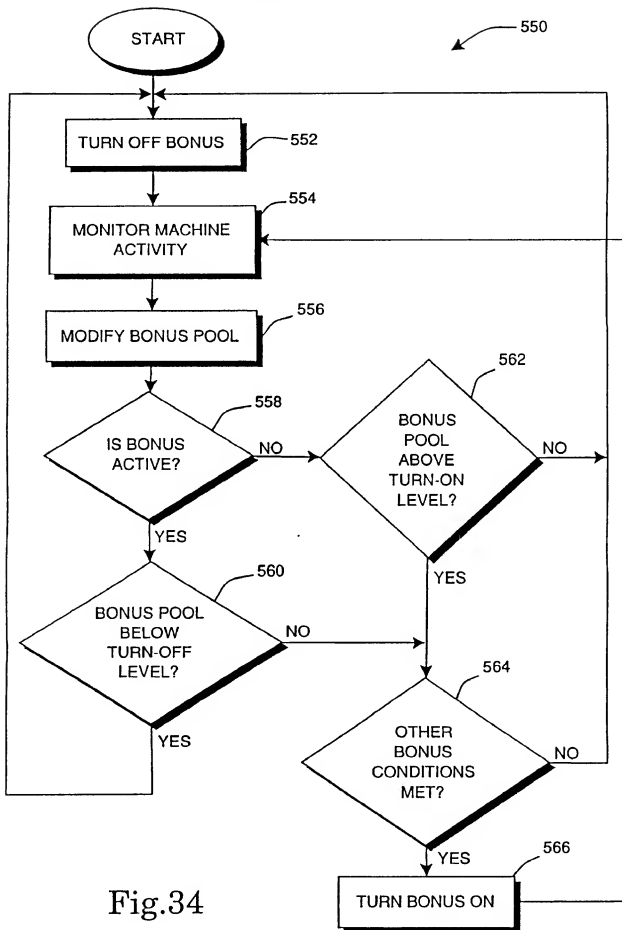 START
550
TURN OFF BONUS
552
554
MONITOR MACHINE
ACTIVITY
556
MODIFY BONUS POOL
558
IS BONUS
ACTIVE?
NO
562
BONUS
POOL
ABOVE
TURN-ON
LEVEL?
NO
YES
YES
560
BONUS POOL
BELOW
TURN-OFF
LEVEL?
NO
YES
564
OTHER
BONUS
CONDITIONS
MET?
NO
YES
566
TURN BONUS ON
Fig.34